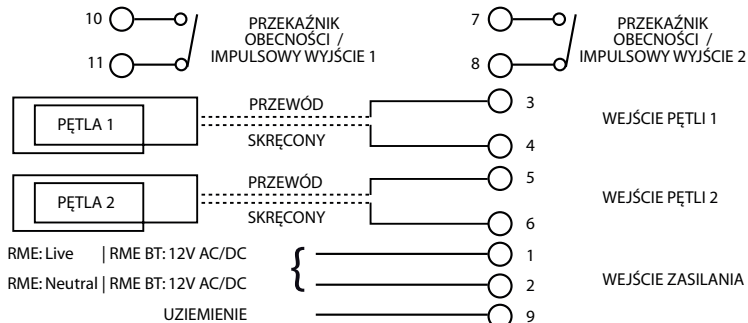 10
PRZEKAŹNIK
OBECNOŚCI /
IMPULSOWY WYJŚCIE 1
11
7
PRZEKAŹNIK
OBECNOŚCI /
IMPULSOWY WYJŚCIE 2
8
PĘTLA 1
PRZEWÓD
SKRĘCONY
3
4
WEJŚCIE PĘTLI 1
PĘTLA 2
PRZEWÓD
SKRĘCONY
5
6
WEJŚCIE PĘTLI 2
RME: Live | RME BT: 12V AC/DC
1
RME: Neutral | RME BT: 12V AC/DC
2
WEJŚCIE ZASILANIA
UZIEMIENIE
9